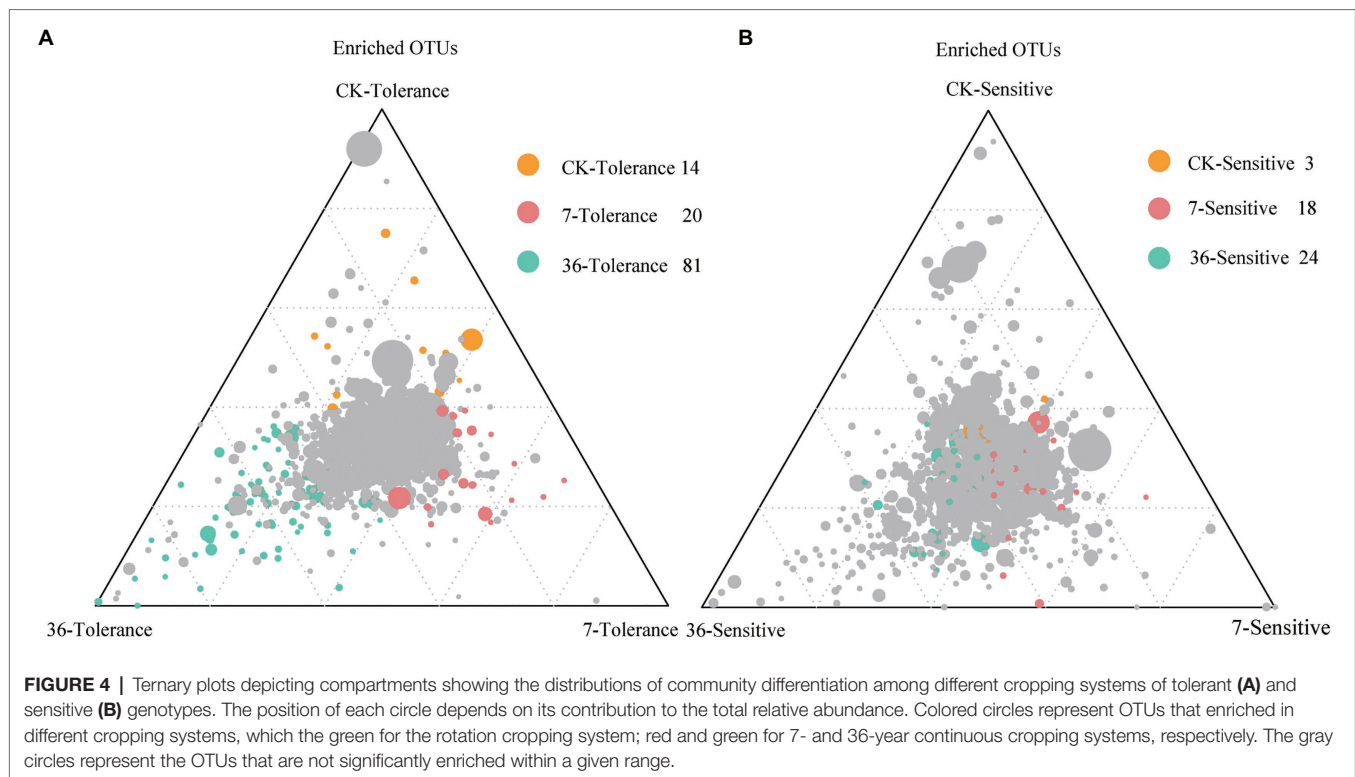 A
Enriched OTUs
CK-Tolerance
CK-Tolerance 14
7-Tolerance 20
36-Tolerance 81
36-Tolerance
7-Tolerance
B
Enriched OTUs
CK-Sensitive
CK-Sensitive 3
7-Sensitive 18
36-Sensitive 24
36-Sensitive
7-Sensitive
FIGURE 4 | Ternary plots depicting compartments showing the distributions of community differentiation among different cropping systems of tolerant (A) and
sensitive (B) genotypes. The position of each circle depends on its contribution to the total relative abundance. Colored circles represent OTUs that enriched in
different cropping systems, which the green for the rotation cropping system; red and green for 7- and 36-year continuous cropping systems, respectively. The gray
circles represent the OTUs that are not significantly enriched within a given range.